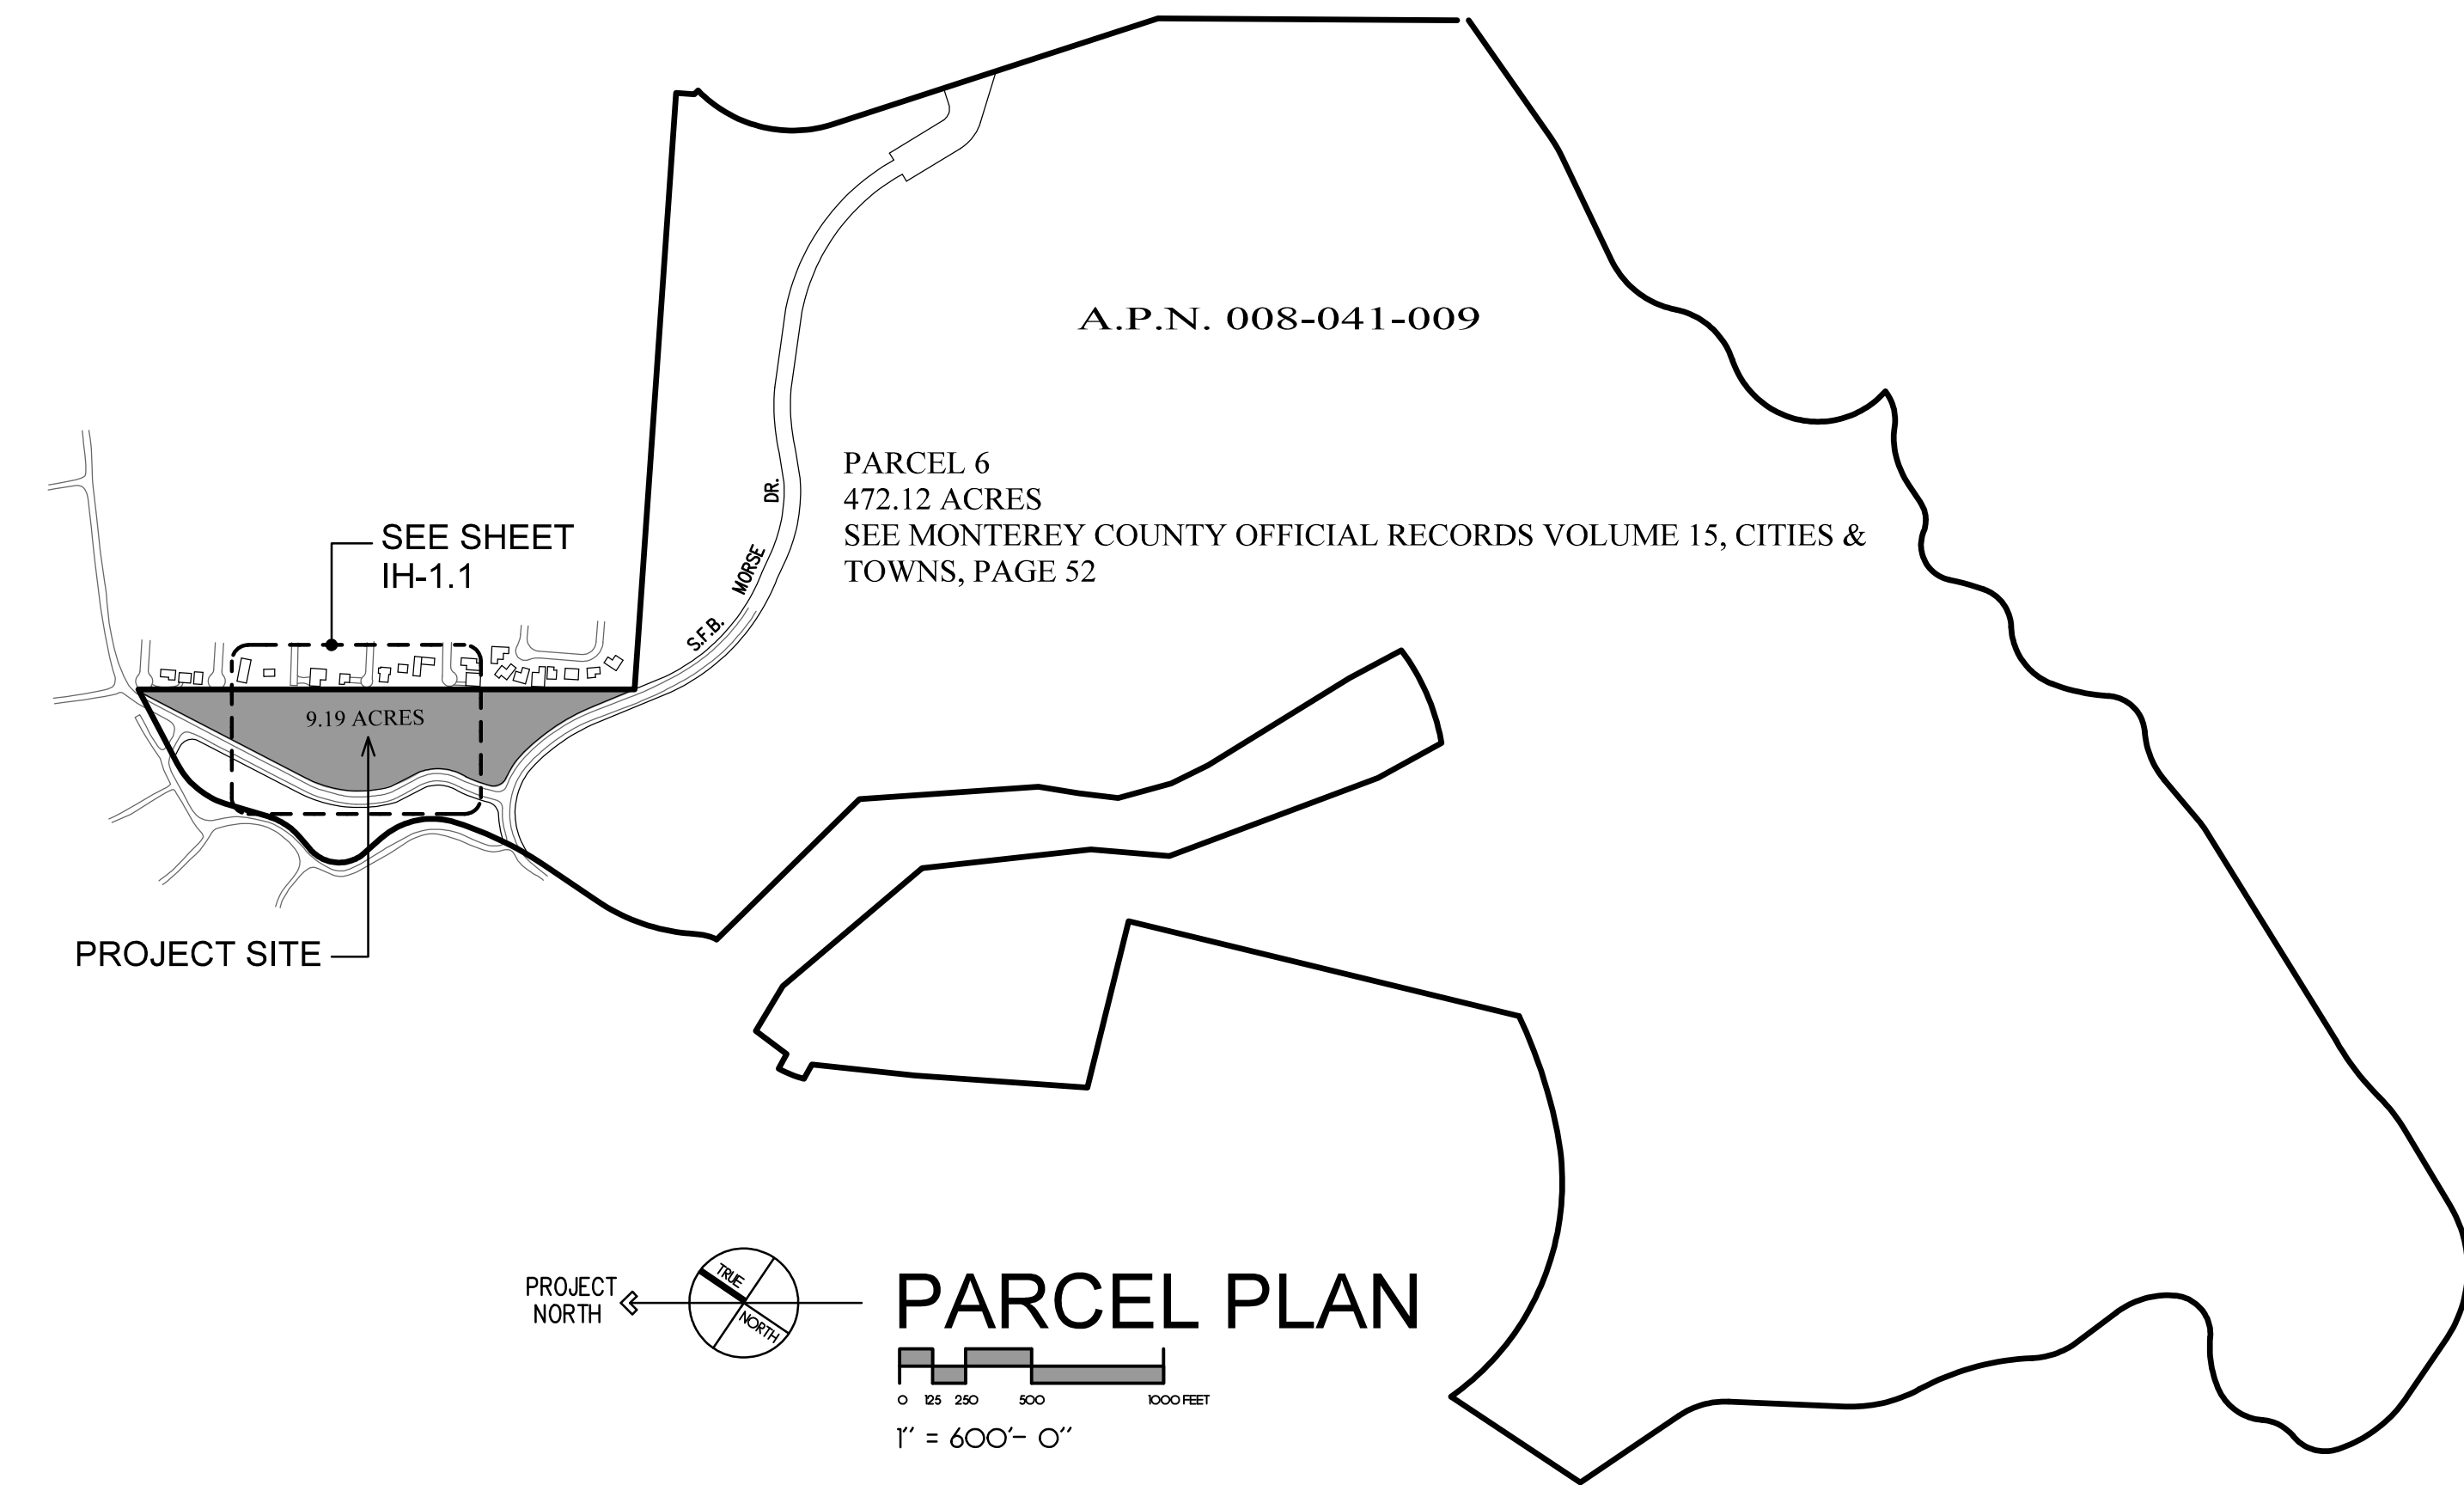 A.P.N. 008-041-009
PARCEL 6
472.12 ACRES
SEE MONTEREY COUNTY OFFICIAL RECORDS VOLUME 15, CITIES &
TOWNS, PAGE 52
S.F.B. MORSE DR.
SEE SHEET
IH-1.1
9.19 ACRES
PROJECT SITE
PROJECT
NORTH
TRUE
NORTH
PARCEL PLAN
0 125 250 500 1000 FEET
1" = 600'- 0"